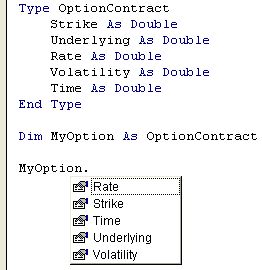 Type OptionContract
    Strike As Double
    Underlying As Double
    Rate As Double
    Volatility As Double
    Time As Double
End Type
Dim MyOption As OptionContract
MyOption.
Rate
Strike
Time
Underlying
Volatility